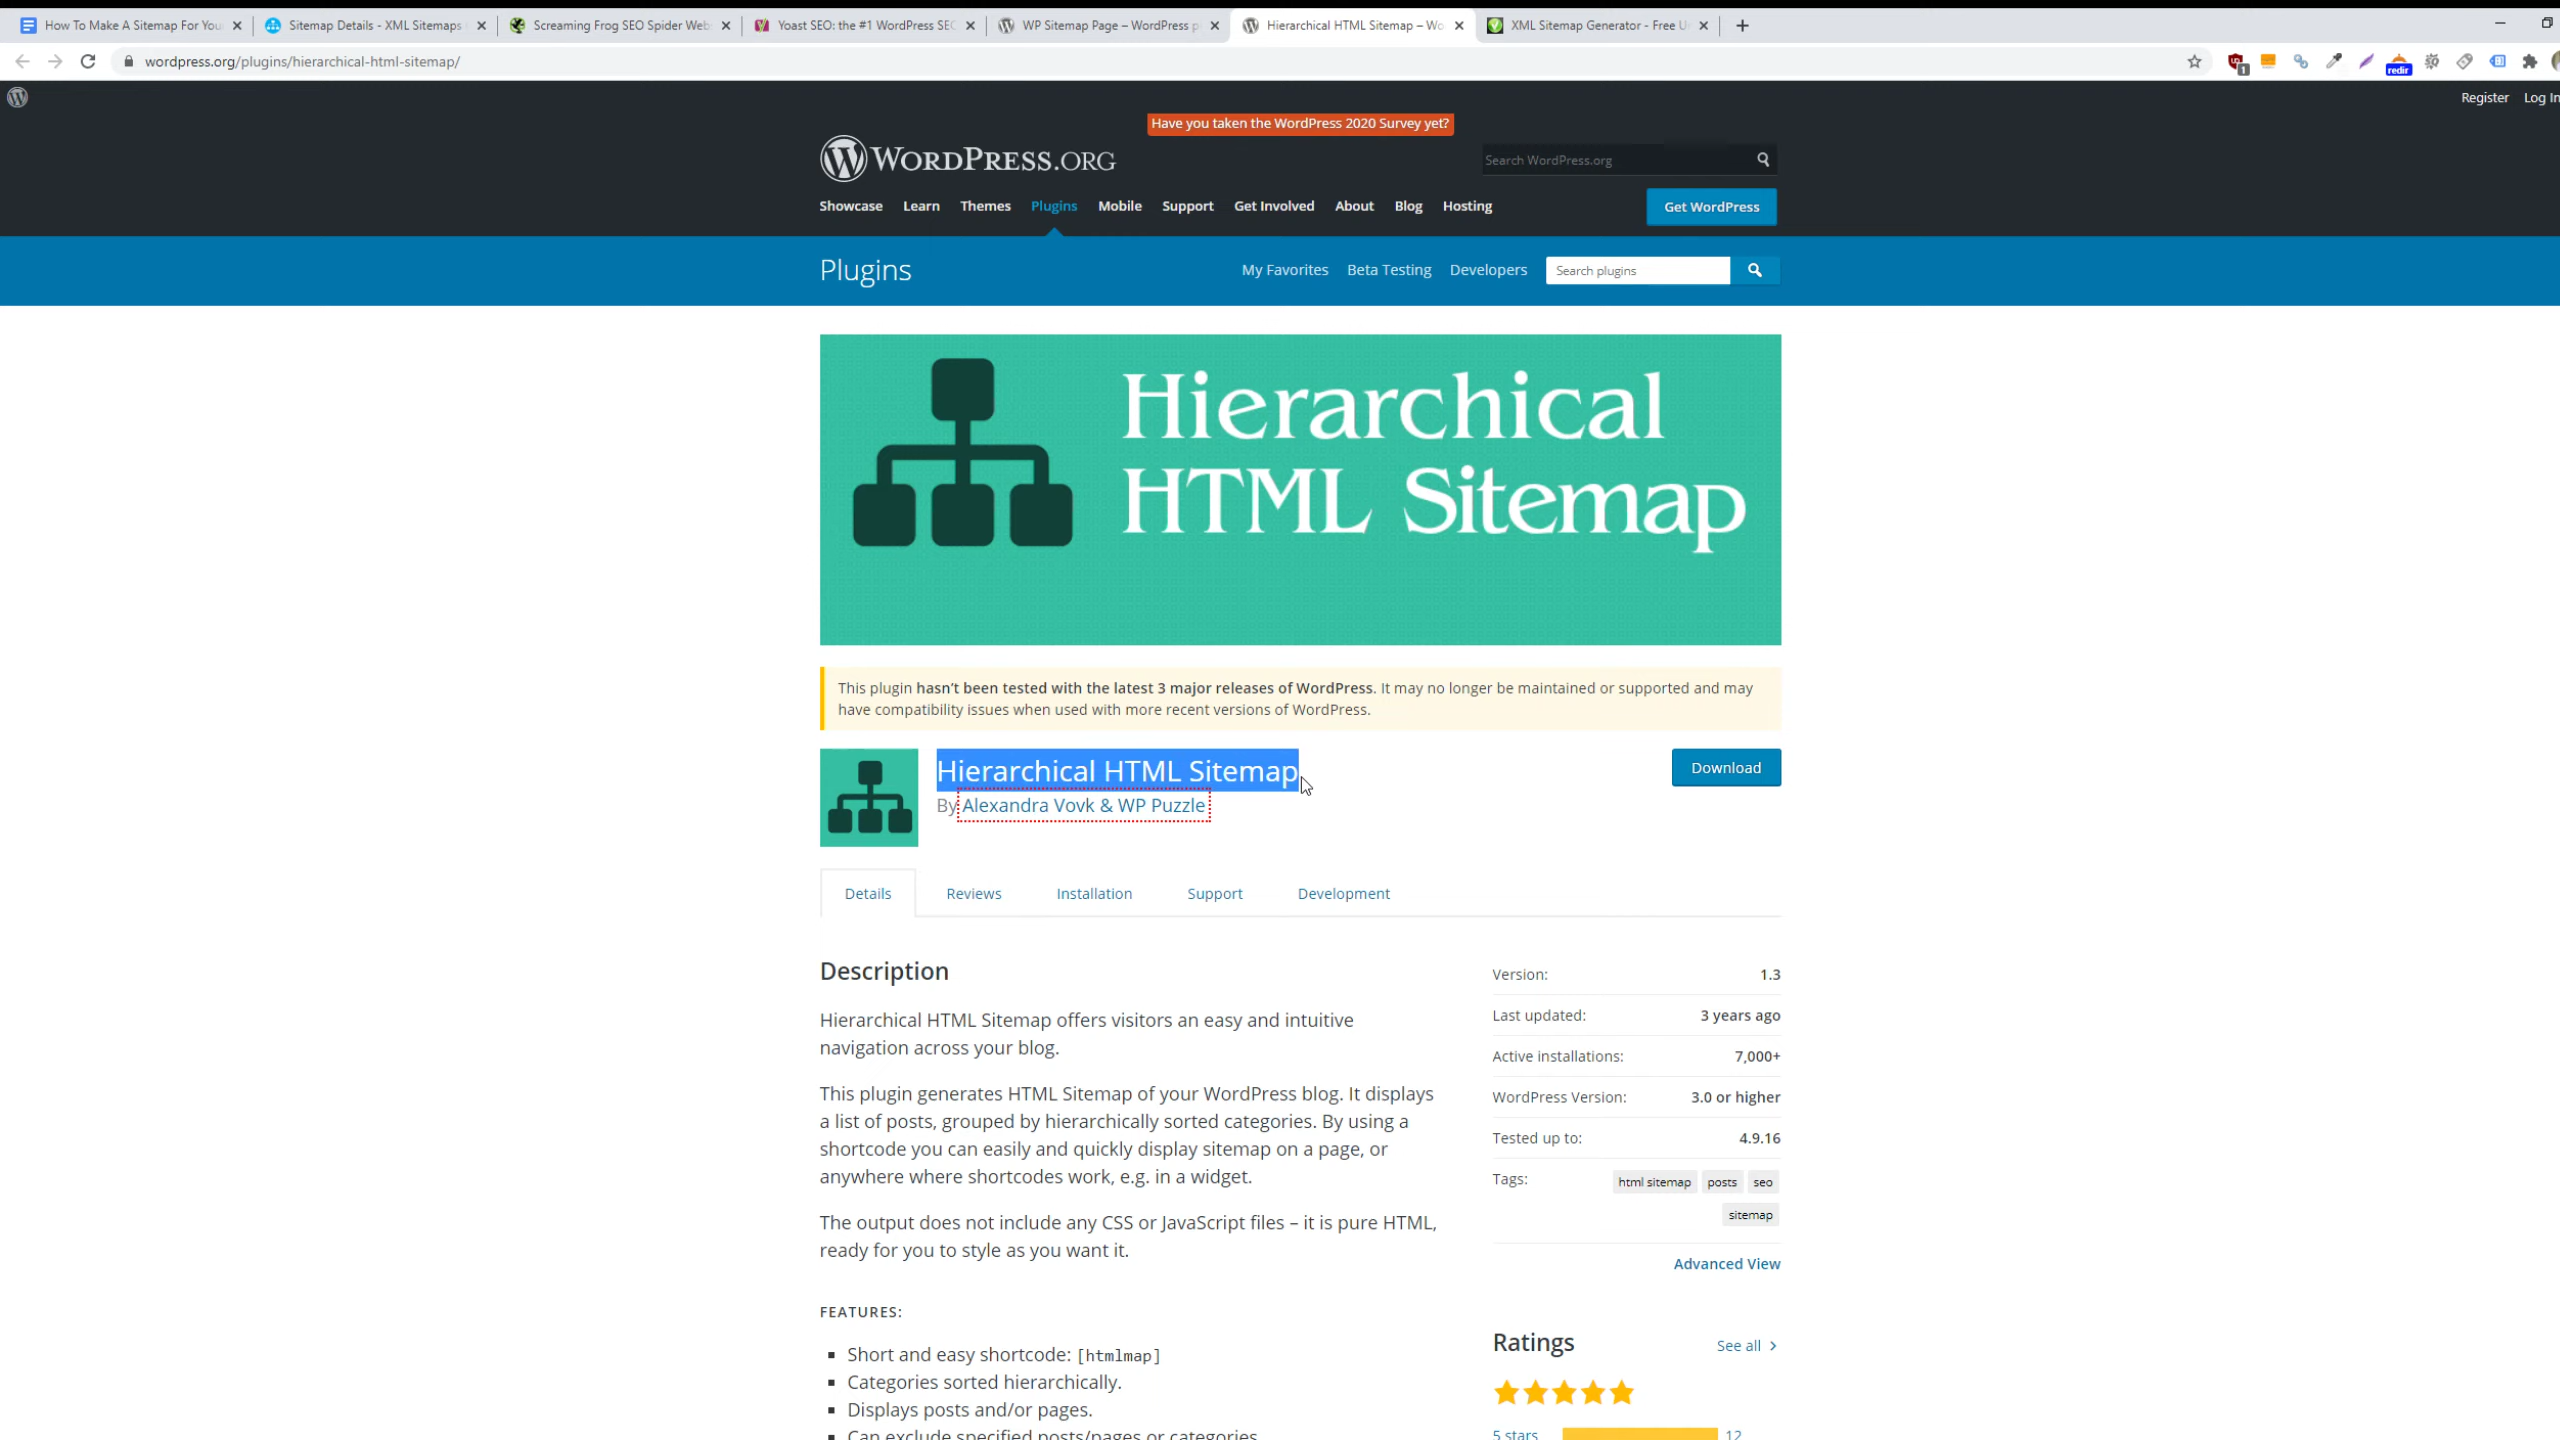 How To Make A Sitemap For You
Sitemap Details - XML Sitemaps
Screaming Frog SEO Spider Web
Yoast SEO: the #1 WordPress SEO
WP Sitemap Page – WordPress p
Hierarchical HTML Sitemap – Wo
XML Sitemap Generator - Free U
wordpress.org/plugins/hierarchical-html-sitemap/
1
redir
Register Log In
Have you taken the WordPress 2020 Survey yet?
WORDPRESS.ORG
Search WordPress.org
Showcase Learn Themes Plugins Mobile Support Get Involved About Blog Hosting
Get WordPress
Plugins
My Favorites Beta Testing Developers
Search plugins
Hierarchical
HTML Sitemap
This plugin hasn't been tested with the latest 3 major releases of WordPress. It may no longer be maintained or supported and may
have compatibility issues when used with more recent versions of WordPress.
Hierarchical HTML Sitemap
By Alexandra Vovk & WP Puzzle
Download
Details Reviews Installation Support Development
Description
Hierarchical HTML Sitemap offers visitors an easy and intuitive
navigation across your blog.
This plugin generates HTML Sitemap of your WordPress blog. It displays
a list of posts, grouped by hierarchically sorted categories. By using a
shortcode you can easily and quickly display sitemap on a page, or
anywhere where shortcodes work, e.g. in a widget.
The output does not include any CSS or JavaScript files – it is pure HTML,
ready for you to style as you want it.
FEATURES:
Short and easy shortcode: [htmlmap]
Categories sorted hierarchically.
Displays posts and/or pages.
Can exclude specified posts/pages or categories
Version: 1.3
Last updated: 3 years ago
Active installations: 7,000+
WordPress Version: 3.0 or higher
Tested up to: 4.9.16
Tags: html sitemap posts seo
sitemap
Advanced View
Ratings
See all
5 stars 12